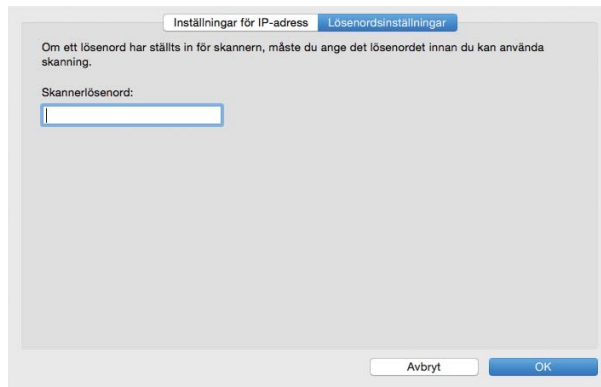 Inställningar för IP-adress Lösenordsinställningar
Om ett lösenord har ställts in för skannern, måste du ange det lösenordet innan du kan använda
skanning.
Skannerlösenord:
Avbryt OK